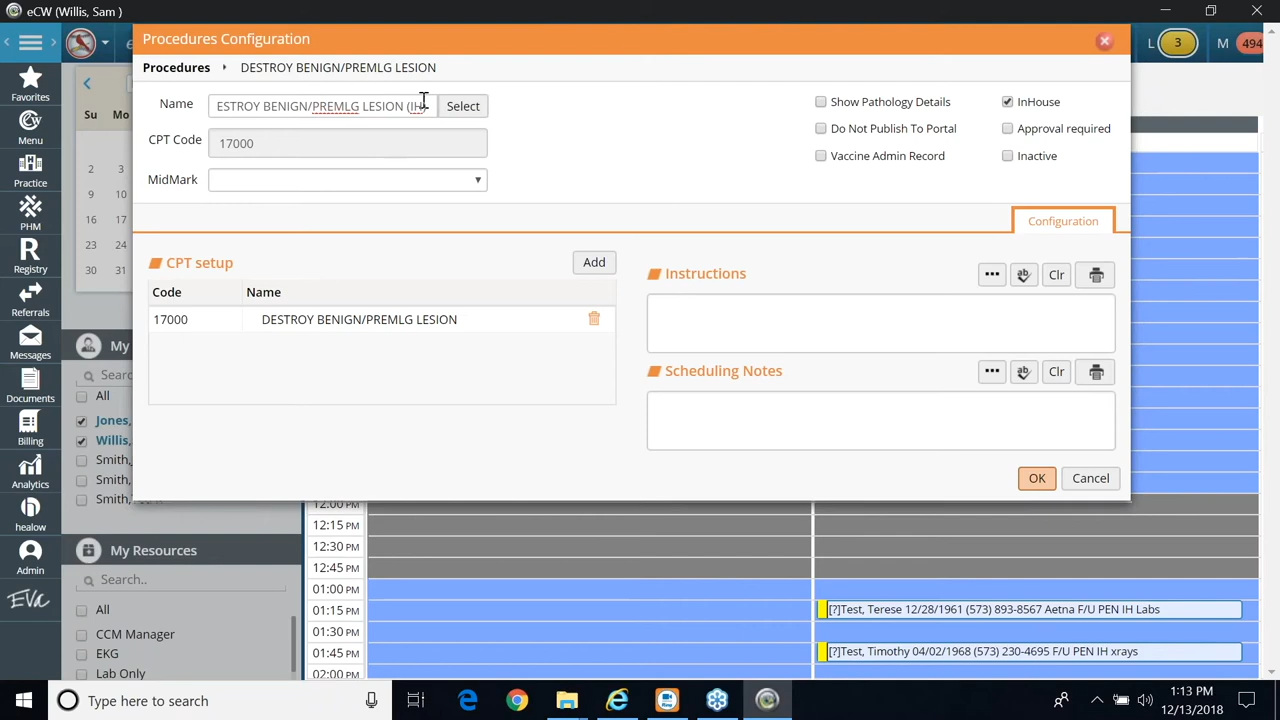 eCW (Willis, Sam )
Procedures Configuration
L 3 M 494
Procedures DESTROY BENIGN/PREMLG LESION
Name ESTROY BENIGN/PREMLG LESION (IH) Select
Show Pathology Details InHouse
CPT Code 17000
Do Not Publish To Portal Approval required
MidMark
Vaccine Admin Record Inactive
Configuration
CPT setup Add
Instructions Clr
Code Name
17000 DESTROY BENIGN/PREMLG LESION
Scheduling Notes Clr
OK Cancel
Favorites
Menu
Practice
PHM
Registry
Referrals
Messages
Documents
Billing
Analytics
healow
Admin
EVA
Su Mo
2 3
9 10
16 17
23 24
30 31
My
Searc
All
Jones,
Willis,
Smith,
Smith,
My Resources
Search..
All
CCM Manager
EKG
Lab Only
12:00 PM
12:15 PM
12:30 PM
12:45 PM
01:00 PM
01:15 PM [?]Test, Terese 12/28/1961 (573) 893-8567 Aetna F/U PEN IH Labs
01:30 PM
01:45 PM [?]Test, Timothy 04/02/1968 (573) 230-4695 F/U PEN IH xrays
02:00 PM
Type here to search
Ring
1:13 PM
12/13/2018